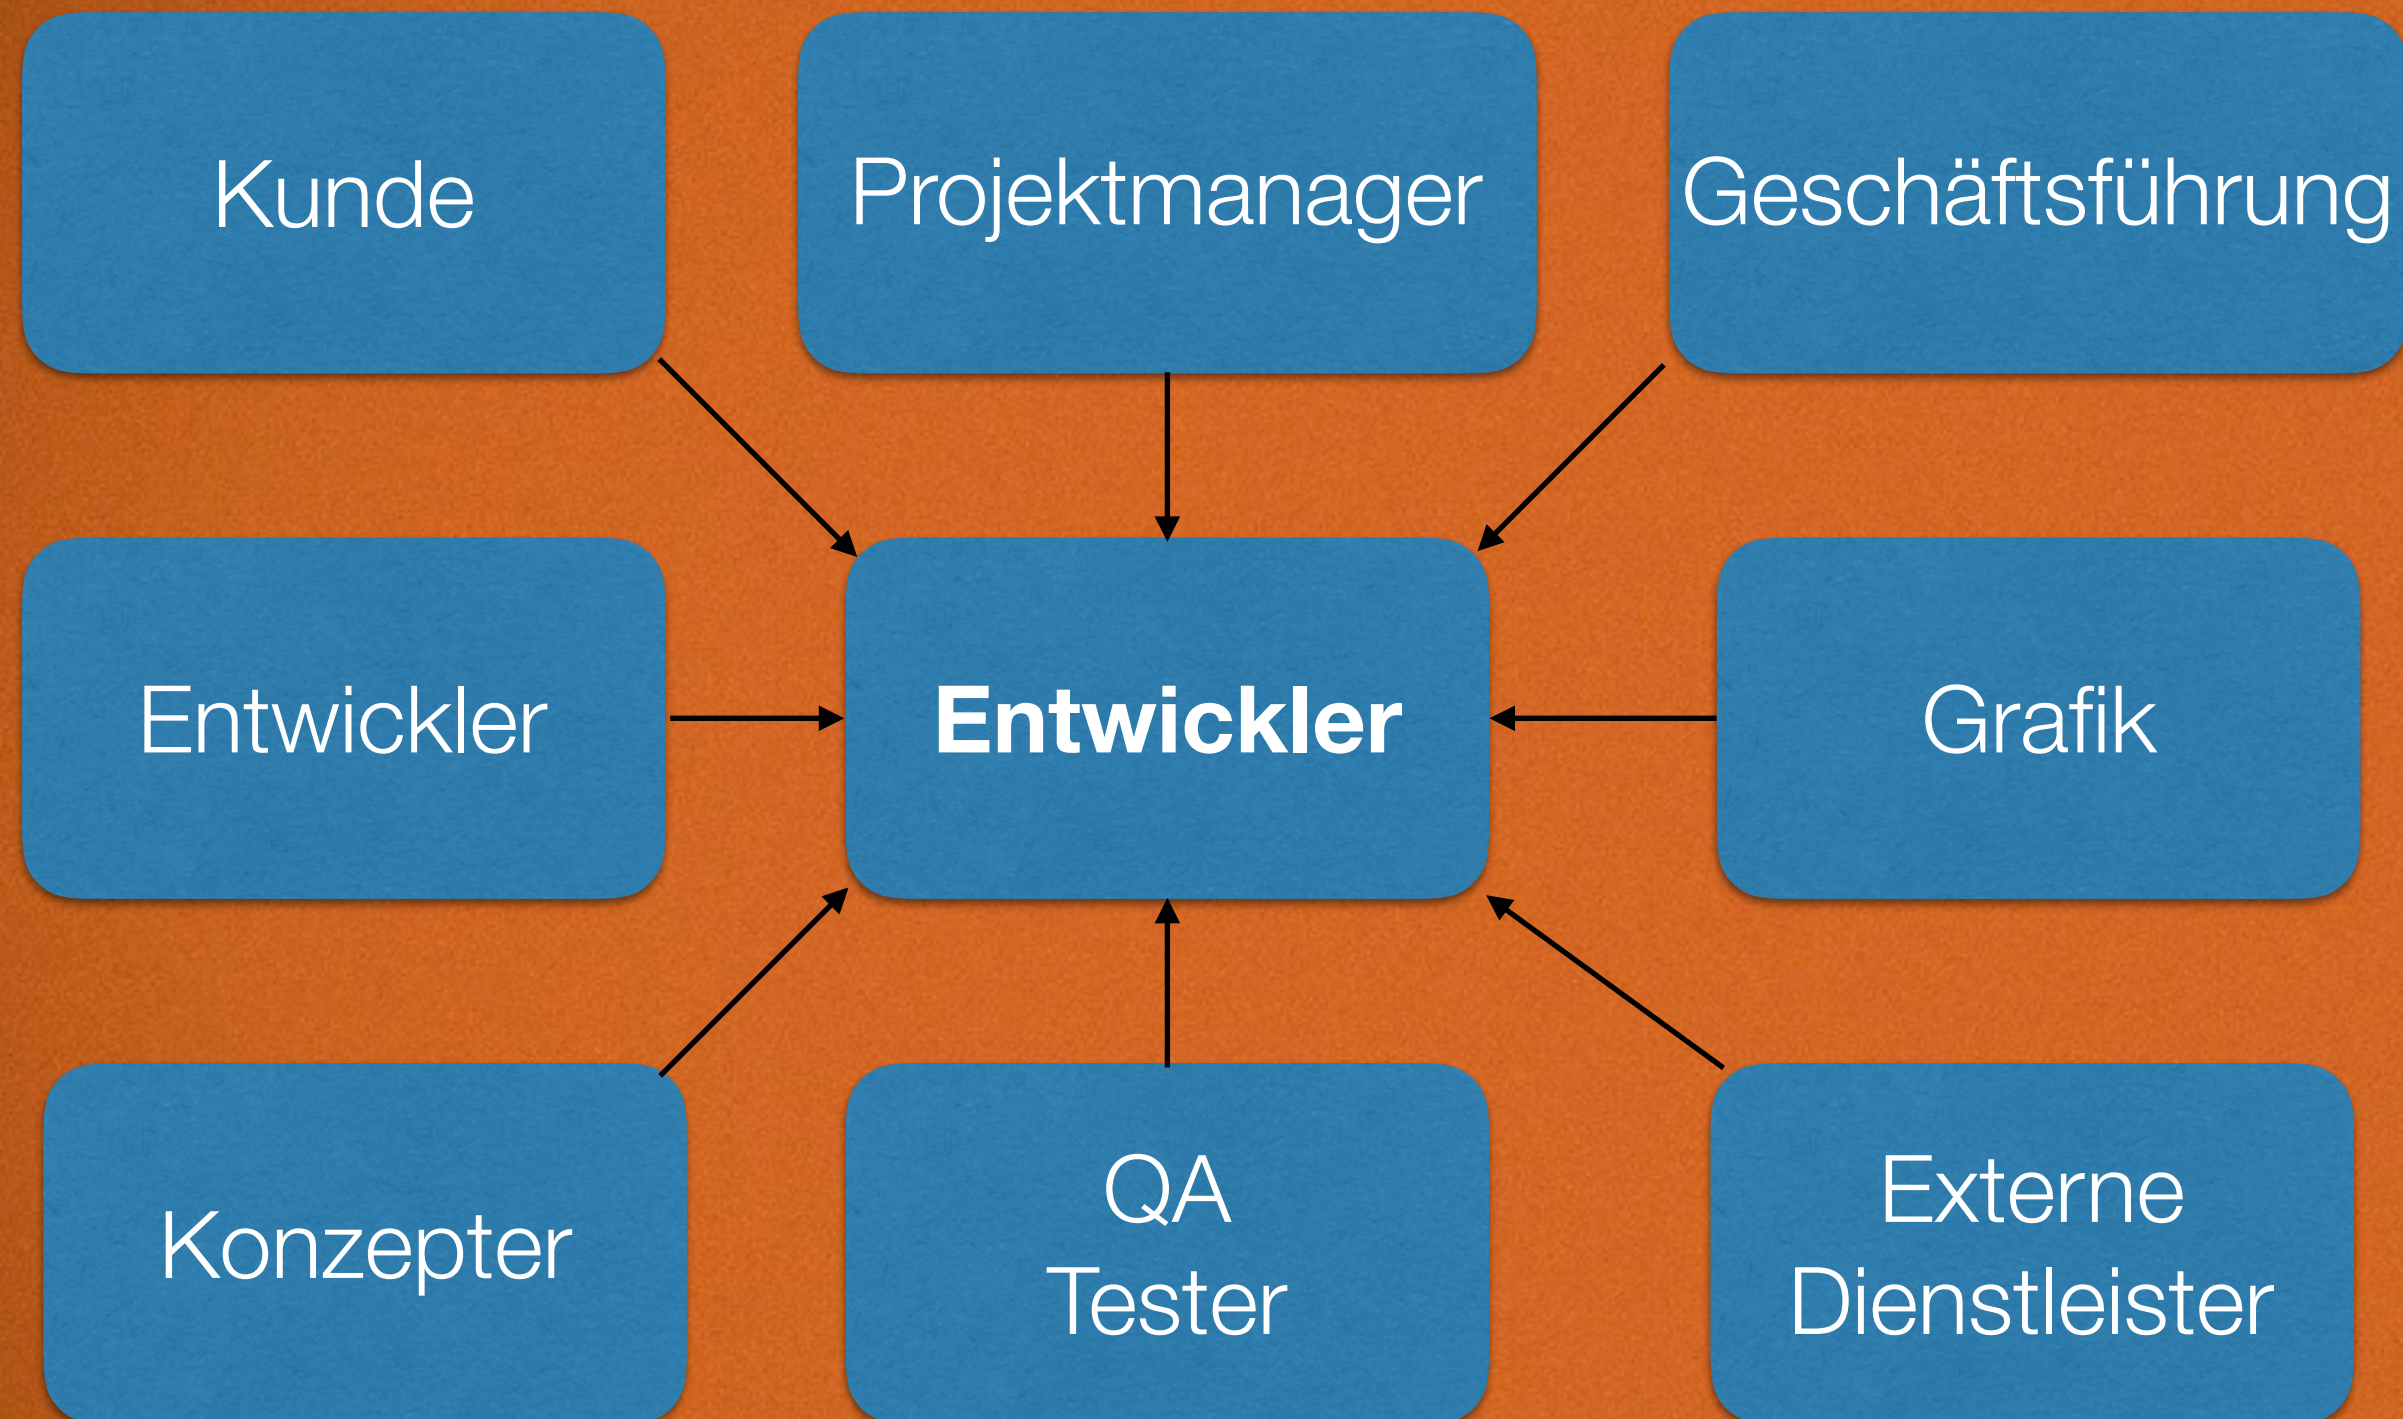 Kunde
Projektmanager
Geschäftsführung
Entwickler
Entwickler
Grafik
Konzepter
QA
Tester
Externe
Dienstleister